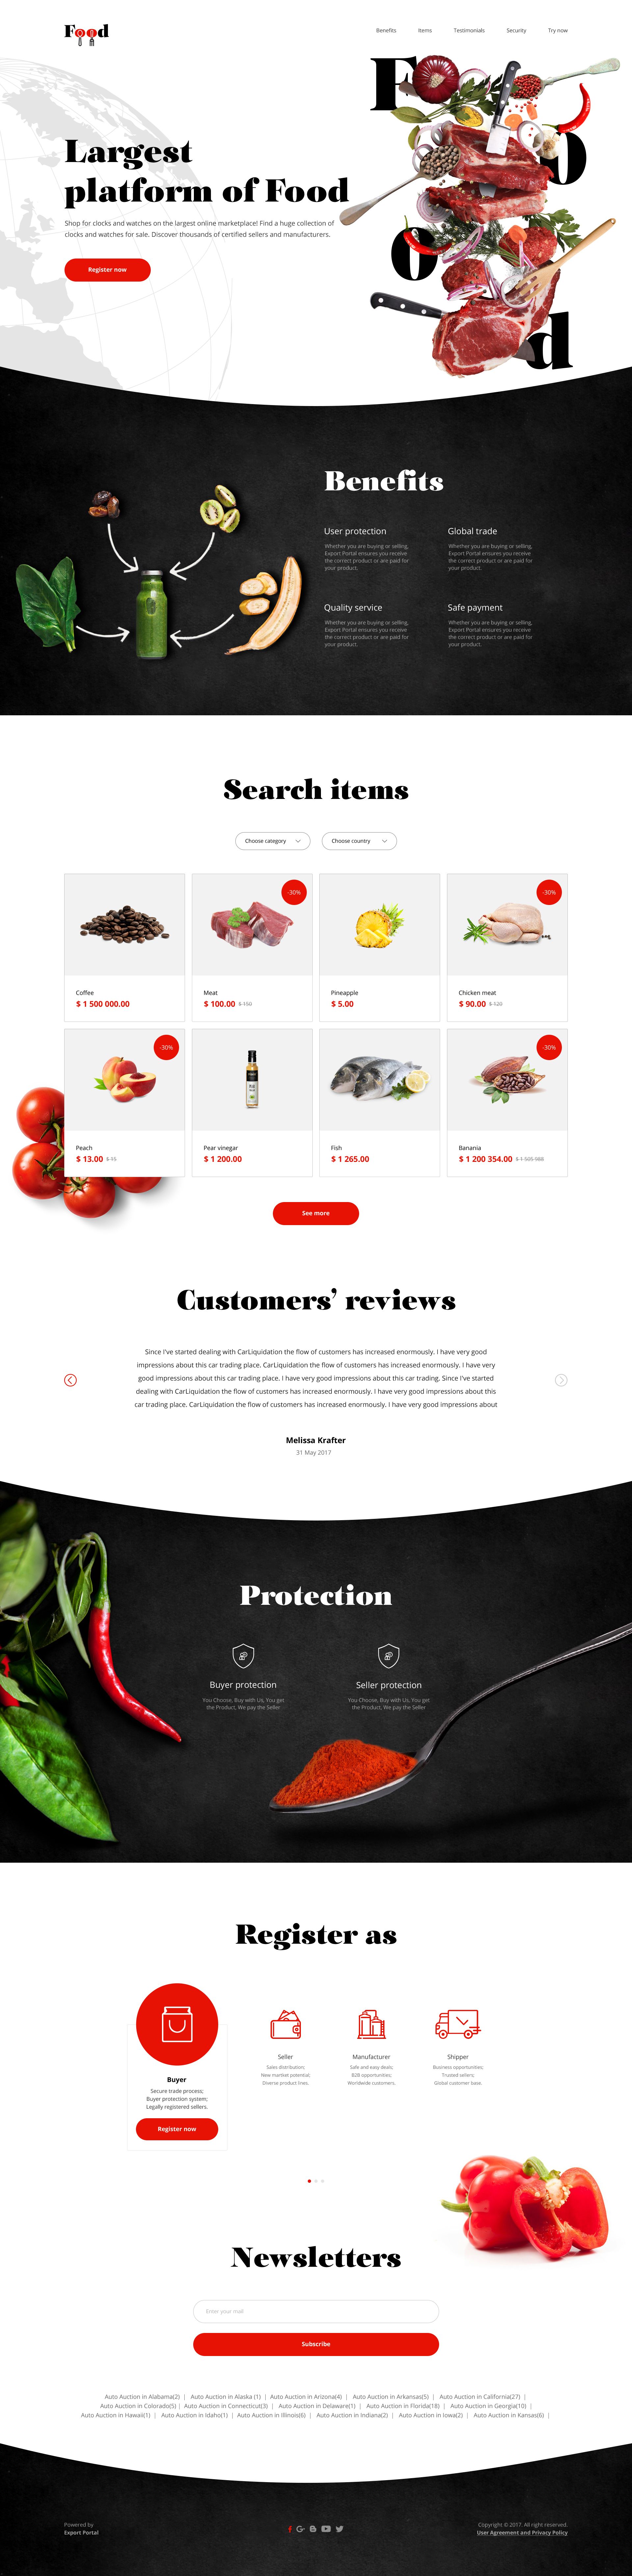 Food
Benefits
Items
Testimonials
Security
Try now
Largest
platform of Food
Shop for clocks and watches on the largest online marketplace! Find a huge collection of
clocks and watches for sale. Discover thousands of certified sellers and manufacturers.
Register now
F
o
o
d
Benefits
User protection
Whether you are buying or selling,
Export Portal ensures you receive
the correct product or are paid for
your product.
Global trade
Whether you are buying or selling,
Export Portal ensures you receive
the correct product or are paid for
your product.
Quality service
Whether you are buying or selling,
Export Portal ensures you receive
the correct product or are paid for
your product.
Safe payment
Whether you are buying or selling,
Export Portal ensures you receive
the correct product or are paid for
your product.
Search items
Choose category
Choose country
Coffee
$ 1 500 000.00
-30%
Meat
$ 100.00 $ 150
Pineapple
$ 5.00
-30%
Chicken meat
$ 90.00 $ 120
-30%
Peach
$ 13.00 $ 15
Pear vinegar
$ 1 200.00
Fish
$ 1 265.00
-30%
Banania
$ 1 200 354.00 $ 1 505 988
See more
Customers' reviews
Since I've started dealing with CarLiquidation the flow of customers has increased enormously. I have very good
impressions about this car trading place. CarLiquidation the flow of customers has increased enormously. I have very
good impressions about this car trading place. I have very good impressions about this car trading. Since I've started
dealing with CarLiquidation the flow of customers has increased enormously. I have very good impressions about this
car trading place. CarLiquidation the flow of customers has increased enormously. I have very good impressions about
Melissa Krafter
31 May 2017
Protection
Buyer protection
You Choose, Buy with Us, You get
the Product, We pay the Seller
Seller protection
You Choose, Buy with Us, You get
the Product, We pay the Seller
Register as
Buyer
Secure trade process;
Buyer protection system;
Legally registered sellers.
Register now
Seller
Sales distribution;
New market potential;
Diverse product lines.
Manufacturer
Safe and easy deals;
B2B opportunities;
Worldwide customers.
Shipper
Business opportunities;
Trusted sellers;
Global customer base.
Newsletters
Enter your mail
Subscribe
Auto Auction in Alabama(2) | Auto Auction in Alaska (1) | Auto Auction in Arizona(4) | Auto Auction in Arkansas(5) | Auto Auction in California(27) |
Auto Auction in Colorado(5) | Auto Auction in Connecticut(3) | Auto Auction in Delaware(1) | Auto Auction in Florida(18) | Auto Auction in Georgia(10) |
Auto Auction in Hawaii(1) | Auto Auction in Idaho(1) | Auto Auction in Illinois(6) | Auto Auction in Indiana(2) | Auto Auction in Iowa(2) | Auto Auction in Kansas(6) |
Powered by
Export Portal
Copyright © 2017. All right reserved.
User Agreement and Privacy Policy